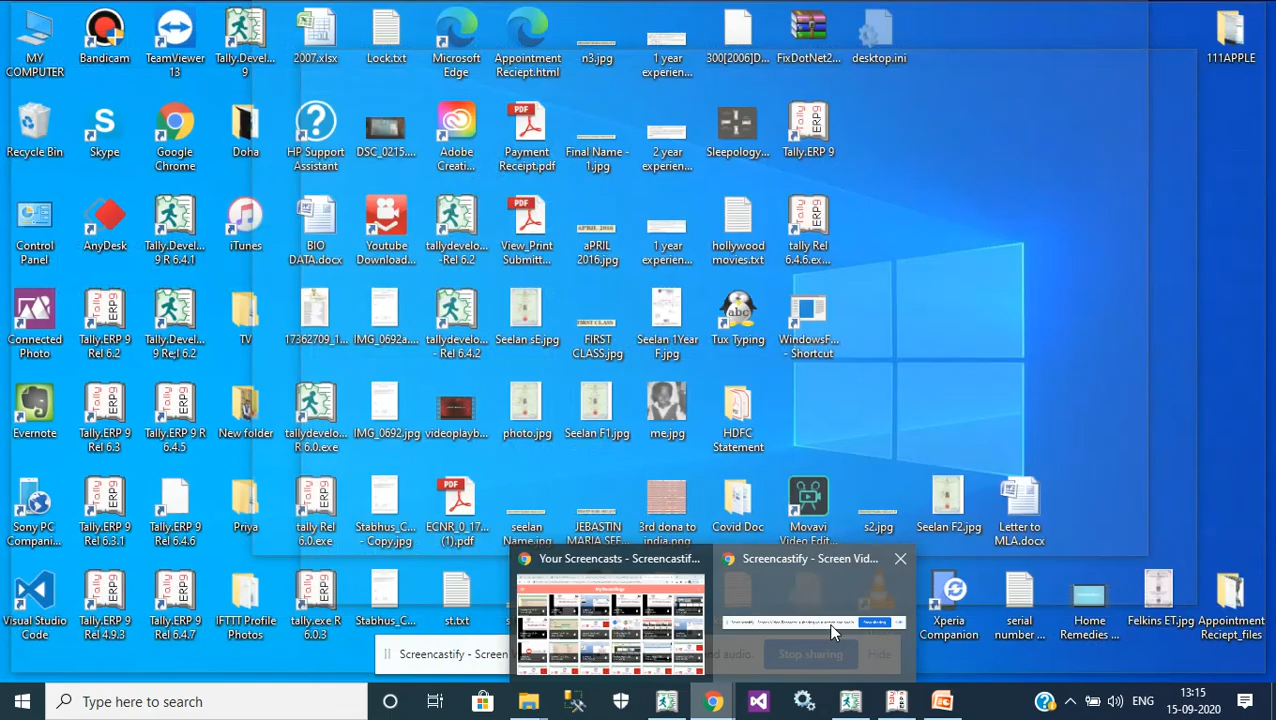 MY COMPUTER
Bandicam
TeamViewer 13
Tally.Devel... 9
2007.xlsx
Lock.txt
Microsoft Edge
Appointment Reciept.html
n3.jpg
1 year experien...
300[2006]D...
FixDotNet2...
desktop.ini
111APPLE
Recycle Bin
Skype
Google Chrome
Doha
HP Support Assistant
DSC_0215....
Adobe Creati...
Payment Receipt.pdf
Final Name - 1.jpg
2 year experien...
Sleepology...
Tally.ERP 9
Control Panel
AnyDesk
Tally.Devel... 9 R 6.4.1
iTunes
BIO DATA.docx
Youtube Download...
tallydevelo... -Rel 6.2
View_Print Submitt...
aPRIL 2016.jpg
1 year experien...
hollywood movies.txt
tally Rel 6.4.6.ex...
Connected Photo
Tally.ERP 9 Rel 6.2
Tally.Devel... 9 Re;l 6.2
TV
17362709_1...
IMG_0692a....
tallydevelo... - Rel 6.4.2
Seelan sE.jpg
FIRST CLASS.jpg
Seelan 1Year F.jpg
Tux Typing
WindowsF... - Shortcut
Evernote
Tally.ERP 9 Rel 6.3
Tally.ERP 9 R 6.4.5
New folder
tallydevelo... R 6.0.exe
IMG_0692.jpg
videoplayb...
photo.jpg
Seelan F1.jpg
me.jpg
HDFC Statement
Sony PC Compani...
Tally.ERP 9 Rel 6.3.1
Tally.ERP 9 Rel 6.4.6
Priya
tally Rel 6.0.exe
Stabhus_C... - Copy.jpg
ECNR_0_17... (1).pdf
seelan Name.jpg
JEBASTIN MARIA SEE...
3rd dona to india.png
Covid Doc
Movavi Video Edit...
s2.jpg
Seelan F2.jpg
Letter to MLA.docx
Your Screencasts - Screencastif...
Screencastify - Screen Vid...
My Recordings
Visual Studio Code
Tally.ERP 9 Rel 6.4
Tally.ERP 9 Rel 6.4.7
Photos
tally.exe R 6.0.s
Stabhus_C...
st.txt
Xperia Compani...
serial
relkins E-1.jpg
Appointment Reciept_files
Screencastify - Screen
audio.
Stop sharing
Hide
Type here to search
ENG
13:15
15-09-2020